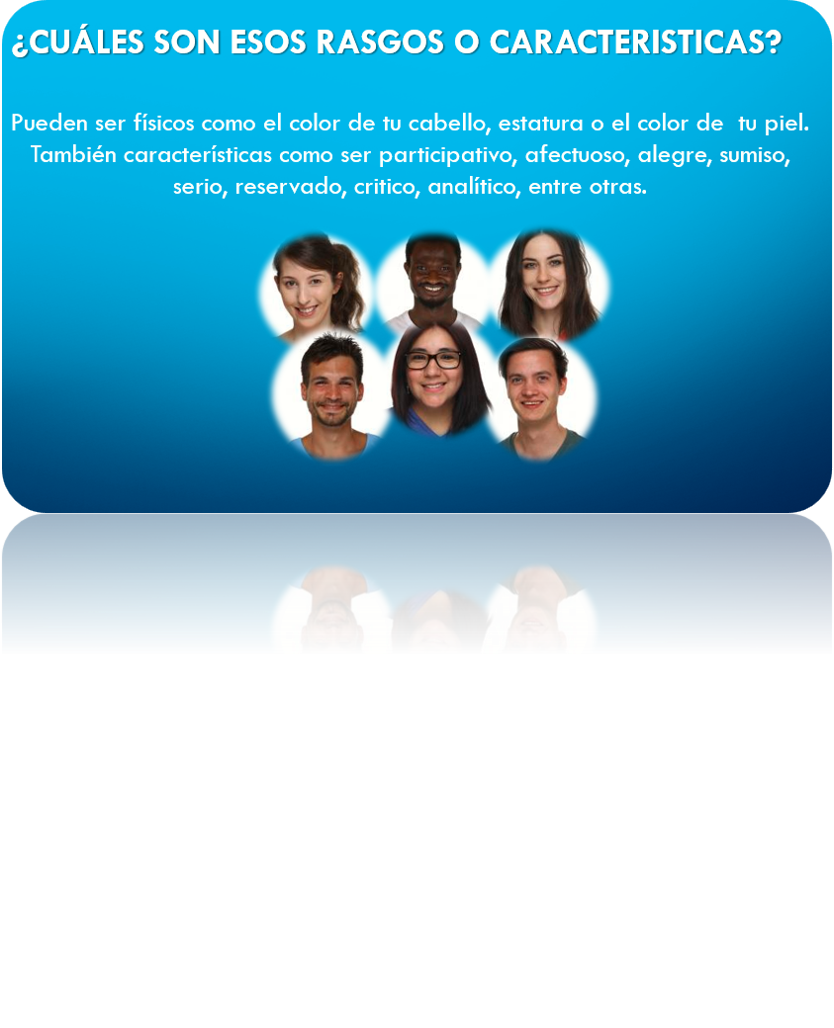 ¿CUÁLES SON ESOS RASGOS O CARACTERISTICAS?
Pueden ser físicos como el color de tu cabello, estatura o el color de  tu piel.
También características como ser participativo, afectuoso, alegre, sumiso,
serio, reservado, critico, analítico, entre otras.